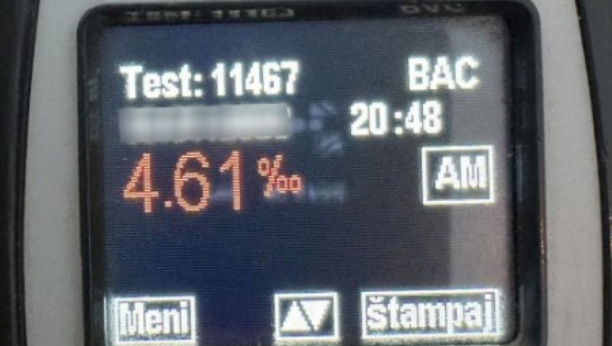 Test: 11467 BAC
20:48
4.61‰ AM
Meni ▲▼ štampaj